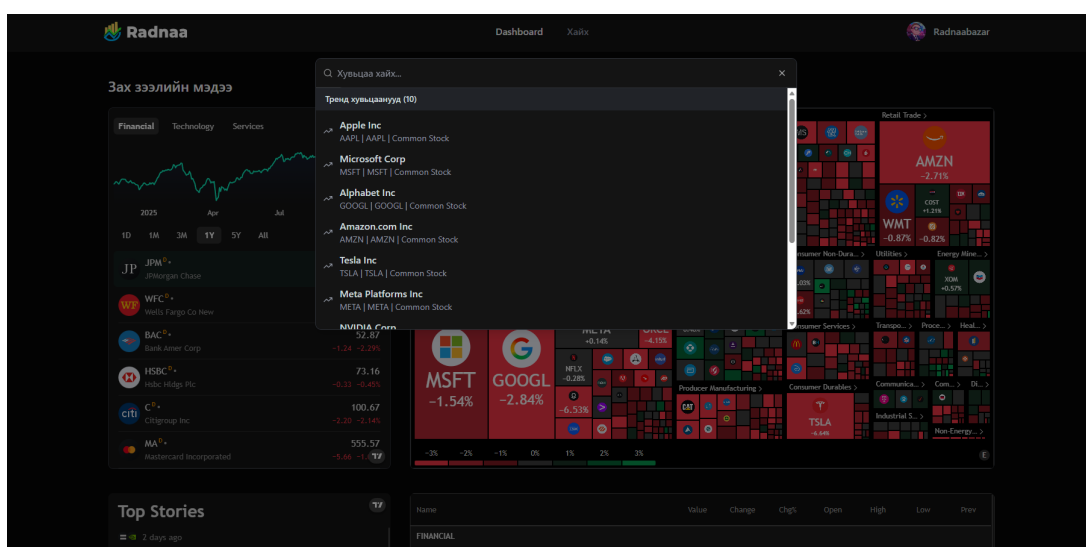 Radnaa
Dashboard
Хайх
Radnaabazar
Зах зээлийн мэдээ
Хувьцаа хайх...
Тренд хувьцаанууд (10)
Apple Inc
AAPL | AAPL | Common Stock
Microsoft Corp
MSFT | MSFT | Common Stock
Alphabet Inc
GOOGL | GOOGL | Common Stock
Amazon.com Inc
AMZN | AMZN | Common Stock
Tesla Inc
TSLA | TSLA | Common Stock
Meta Platforms Inc
META | META | Common Stock
NVIDIA Corp
Financial
Technology
Services
2025
Apr
Jul
1D
1M
3M
1Y
5Y
All
JPM D
JPMorgan Chase
WFC D
Wells Fargo Co New
BAC D
52.87
Bank Amer Corp
−1.24 −2.29%
HSBC D
73.16
Hsbc Hldgs Plc
−0.33 −0.45%
C D
100.67
Citigroup Inc
−2.20 −2.14%
MA D
555.57
Mastercard Incorporated
−5.66
Retail Trade >
AMZN
−2.71%
COST
+1.21%
WMT
−0.87%
−0.82%
Utilities >
Energy Mine... >
XOM
+0.57%
Transpo... >
Proce... >
Heal... >
META
+0.14%
ORCL
−4.15%
MSFT
−1.54%
GOOGL
−2.84%
NFLX
−0.28%
−6.53%
Producer Manufacturing >
CAT
Consumer Durables >
TSLA
−6.64%
Communica... >
Com... >
Di... >
Industrial S... >
Non-Energy... >
−3%
−2%
−1%
0%
1%
2%
3%
Top Stories
2 days ago
Name
Value
Change
Chg%
Open
High
Low
Prev
FINANCIAL